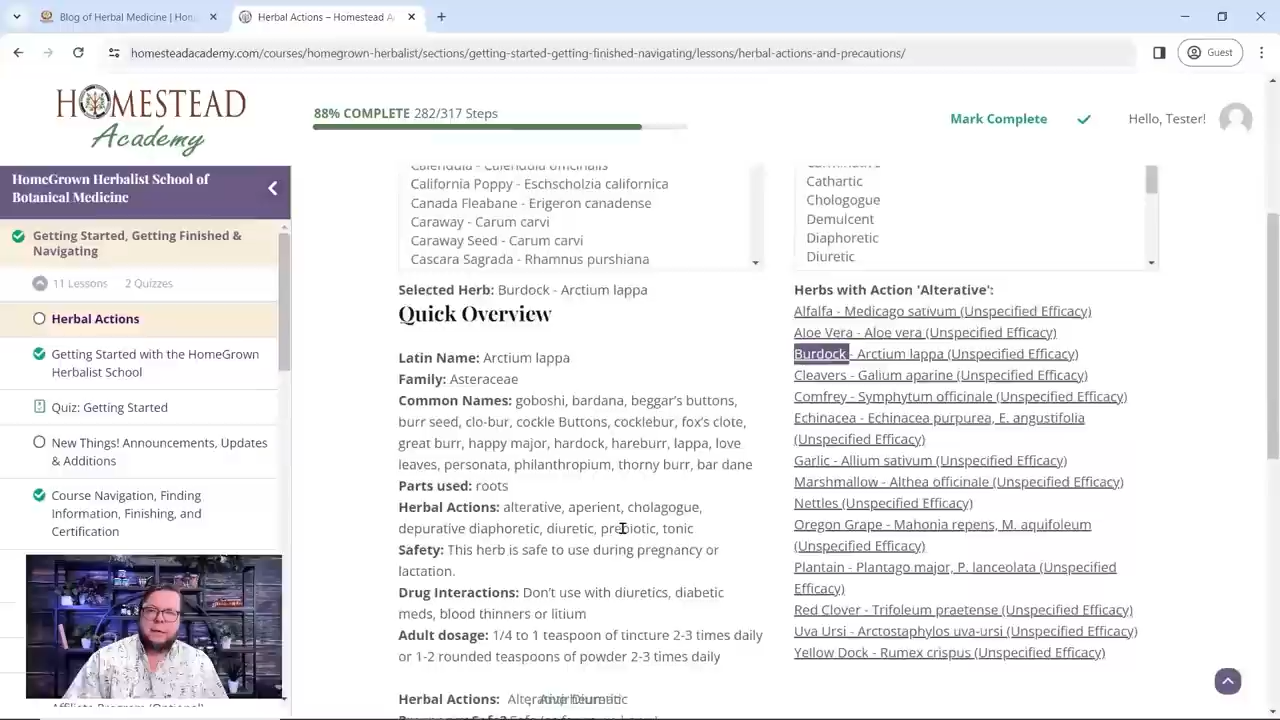 Blog of Herbal Medicine
Herbal Actions – HomeStead
homesteadacademy.com/courses/homegrown-herbalist/sections/getting-started-getting-finished-navigating/lessons/herbal-actions-and-precautions/
Guest
HOMESTEAD
Academy
88% COMPLETE 282/317 Steps
Mark Complete
Hello, Tester!
HomeGrown Herbalist School of
Botanical Medicine
Getting Started, Getting Finished &
Navigating
11 Lessons 2 Quizzes
Herbal Actions
Getting Started with the HomeGrown
Herbalist School
Quiz: Getting Started
New Things! Announcements, Updates
& Additions
Course Navigation, Finding
Information, Finishing, and
Certification
Affiliate Program (Optional)
Calendula - Calendula officinalis
California Poppy - Eschscholzia californica
Canada Fleabane - Erigeron canadense
Caraway - Carum carvi
Caraway Seed - Carum carvi
Cascara Sagrada - Rhamnus purshiana
Selected Herb: Burdock - Arctium lappa
Quick Overview
Latin Name: Arctium lappa
Family: Asteraceae
Common Names: goboshi, bardana, beggar's buttons,
burr seed, clo-bur, cockle Buttons, cocklebur, fox's clote,
great burr, happy major, hardock, hareburr, lappa, love
leaves, personata, philanthropium, thorny burr, bar dane
Parts used: roots
Herbal Actions: alterative, aperient, cholagogue,
depurative diaphoretic, diuretic, prebiotic, tonic
Safety: This herb is safe to use during pregnancy or
lactation.
Drug Interactions: Don't use with diuretics, diabetic
meds, blood thinners or litium
Adult dosage: 1/4 to 1 teaspoon of tincture 2-3 times daily
or 1-2 rounded teaspoons of powder 2-3 times daily
Herbal Actions:
Carminative
Cathartic
Chologogue
Demulcent
Diaphoretic
Diuretic
Herbs with Action 'Alterative':
Alfalfa - Medicago sativum (Unspecified Efficacy)
Aloe Vera - Aloe vera (Unspecified Efficacy)
Burdock - Arctium lappa (Unspecified Efficacy)
Cleavers - Galium aparine (Unspecified Efficacy)
Comfrey - Symphytum officinale (Unspecified Efficacy)
Echinacea - Echinacea purpurea, E. angustifolia
(Unspecified Efficacy)
Garlic - Allium sativum (Unspecified Efficacy)
Marshmallow - Althea officinale (Unspecified Efficacy)
Nettles (Unspecified Efficacy)
Oregon Grape - Mahonia repens, M. aquifoleum
(Unspecified Efficacy)
Plantain - Plantago major, P. lanceolata (Unspecified
Efficacy)
Red Clover - Trifoleum praetense (Unspecified Efficacy)
Uva Ursi - Arctostaphylos uva-ursi (Unspecified Efficacy)
Yellow Dock - Rumex crispus (Unspecified Efficacy)